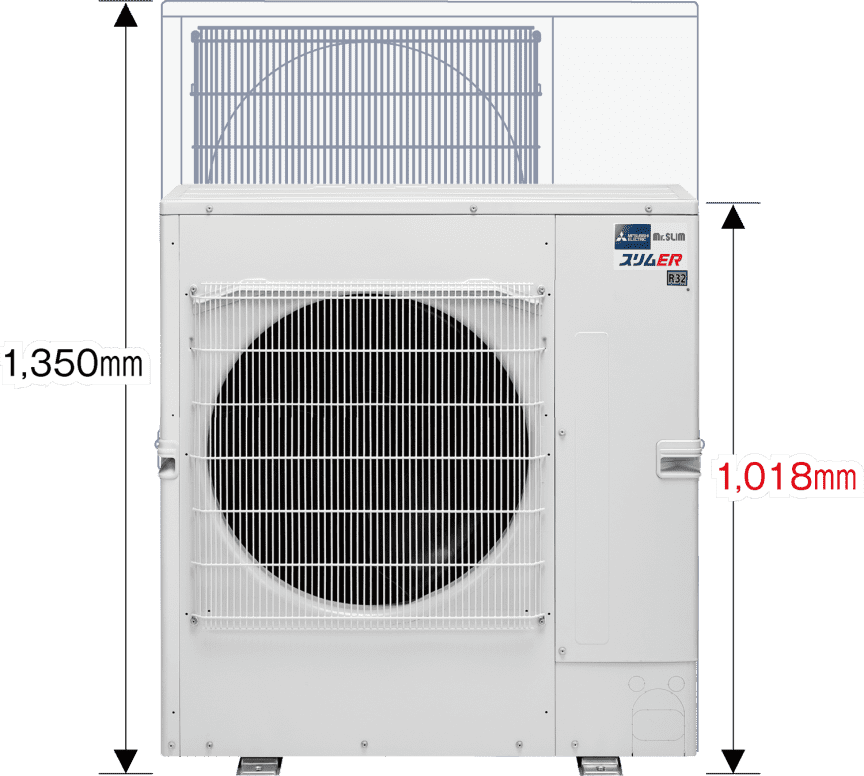 MITSUBISHI
ELECTRIC
Mr.SLIM
スリムER
R32
1,350mm
1,018mm